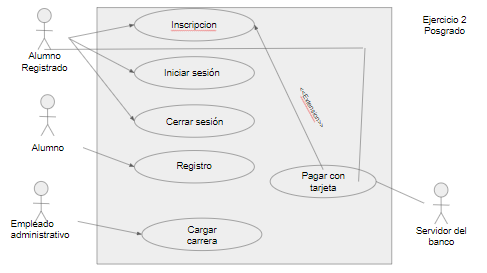 Inscripcion
Ejercicio 2
Posgrado
Alumno
Registrado
Iniciar sesión
<<Extension>>
Cerrar sesión
Alumno
Registro
Pagar con
tarjeta
Empleado
administrativo
Cargar
carrera
Servidor del
banco